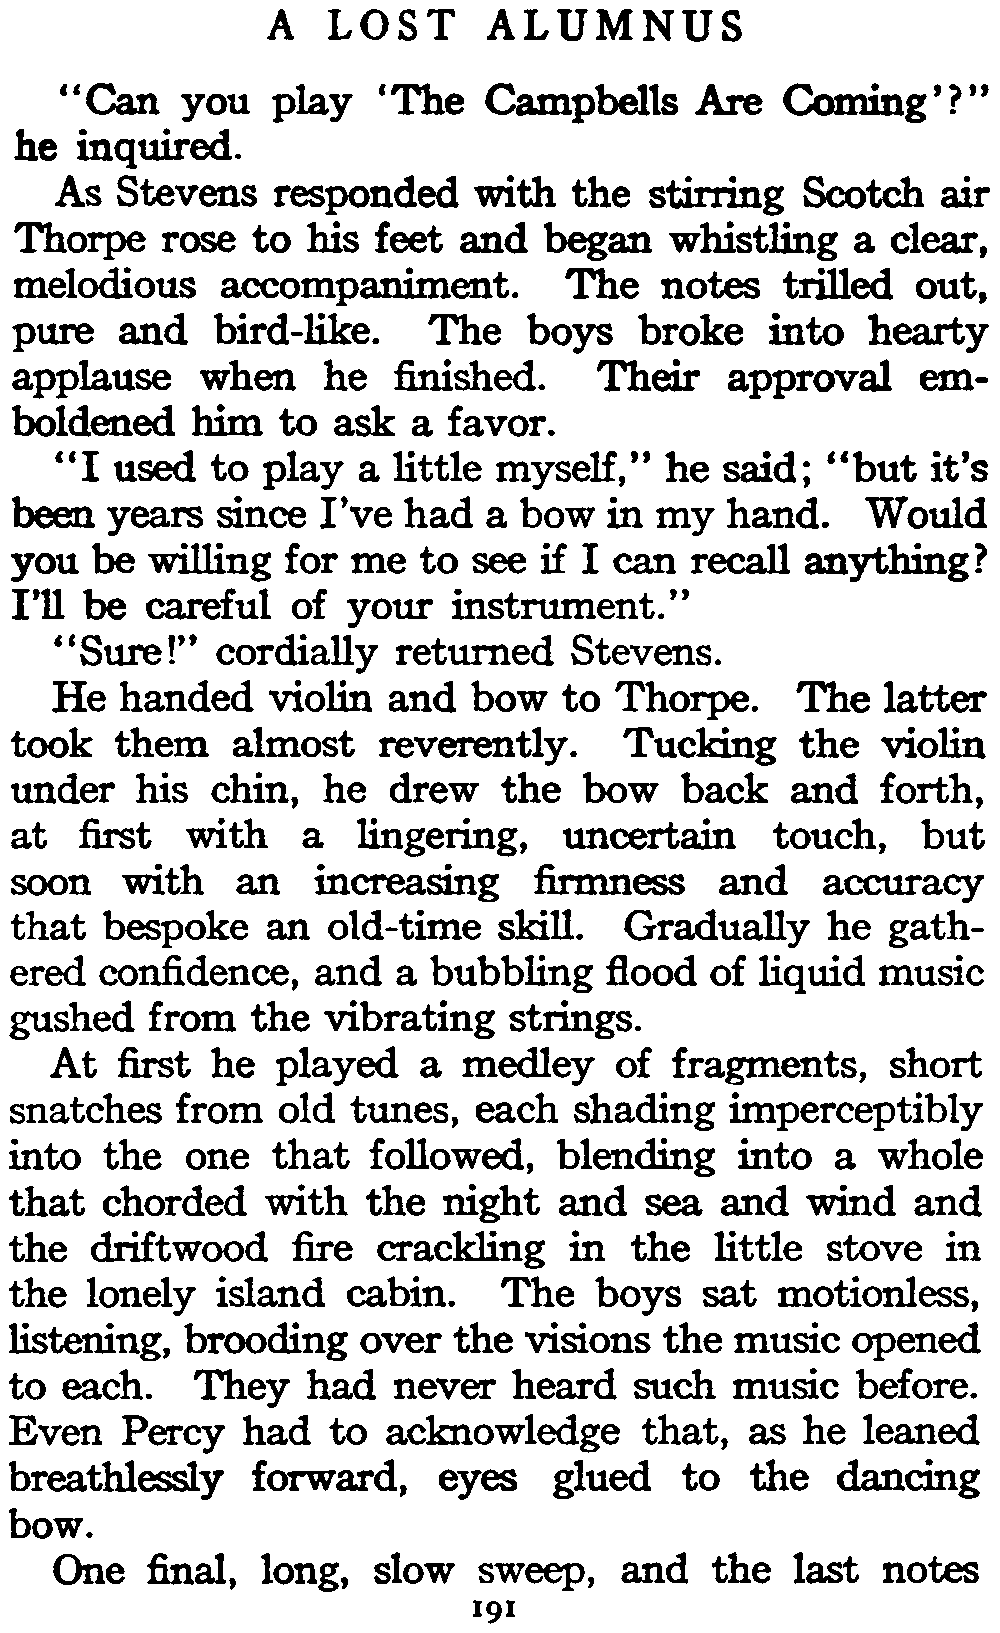 A LOST ALUMNUS
"Can you play 'The Campbells Are Coming'?"
he inquired.
As Stevens responded with the stirring Scotch air
Thorpe rose to his feet and began whistling a clear,
melodious accompaniment. The notes trilled out,
pure and bird-like. The boys broke into hearty
applause when he finished. Their approval em-
boldened him to ask a favor.
"I used to play a little myself," he said; "but it's
been years since I've had a bow in my hand. Would
you be willing for me to see if I can recall anything?
I'll be careful of your instrument."
"Sure!" cordially returned Stevens.
He handed violin and bow to Thorpe. The latter
took them almost reverently. Tucking the violin
under his chin, he drew the bow back and forth,
at first with a lingering, uncertain touch, but
soon with an increasing firmness and accuracy
that bespoke an old-time skill. Gradually he gath-
ered confidence, and a bubbling flood of liquid music
gushed from the vibrating strings.
At first he played a medley of fragments, short
snatches from old tunes, each shading imperceptibly
into the one that followed, blending into a whole
that chorded with the night and sea and wind and
the driftwood fire crackling in the little stove in
the lonely island cabin. The boys sat motionless,
listening, brooding over the visions the music opened
to each. They had never heard such music before.
Even Percy had to acknowledge that, as he leaned
breathlessly forward, eyes glued to the dancing
bow.
One final, long, slow sweep, and the last notes
191